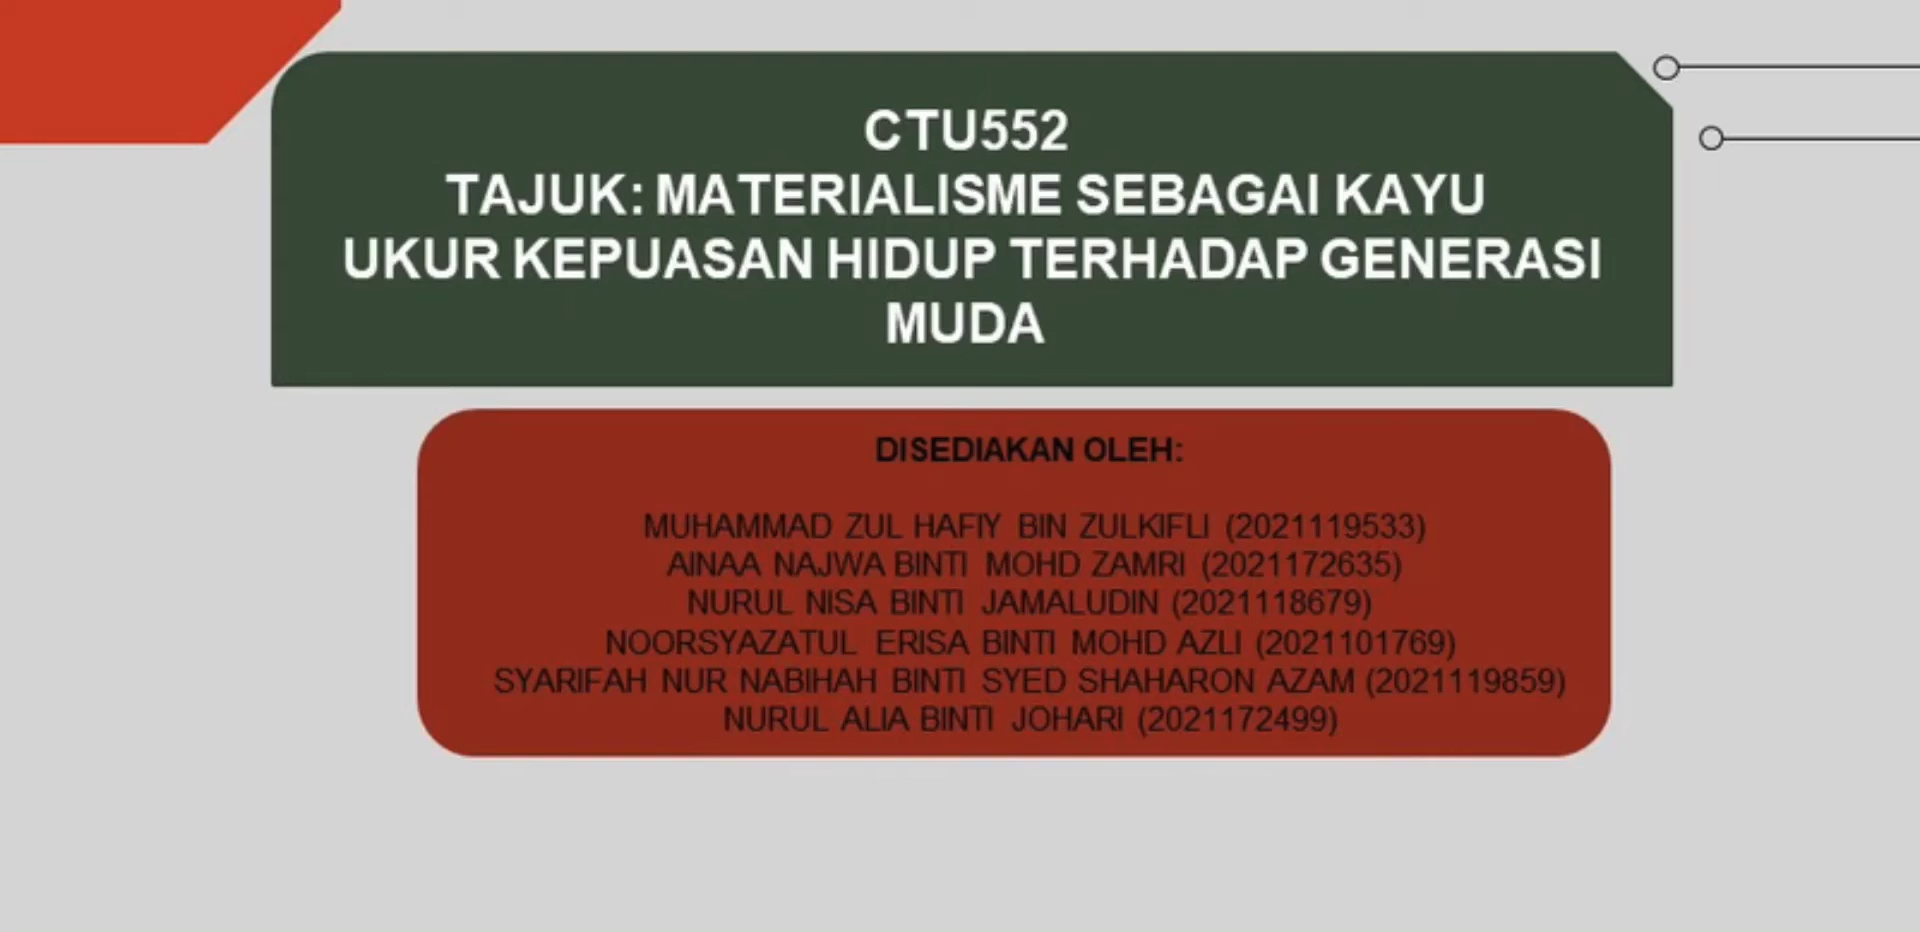 CTU552
TAJUK: MATERIALISME SEBAGAI KAYU
UKUR KEPUASAN HIDUP TERHADAP GENERASI
MUDA
DISEDIAKAN OLEH:
MUHAMMAD ZUL HAFIY BIN ZULKIFLI (2021119533)
AINAA NAJWA BINTI MOHD ZAMRI (2021172635)
NURUL NISA BINTI JAMALUDIN (2021118679)
NOORSYAZATUL ERISA BINTI MOHD AZLI (2021101769)
SYARIFAH NUR NABIHAH BINTI SYED SHAHARON AZAM (2021119859)
NURUL ALIA BINTI JOHARI (2021172499)